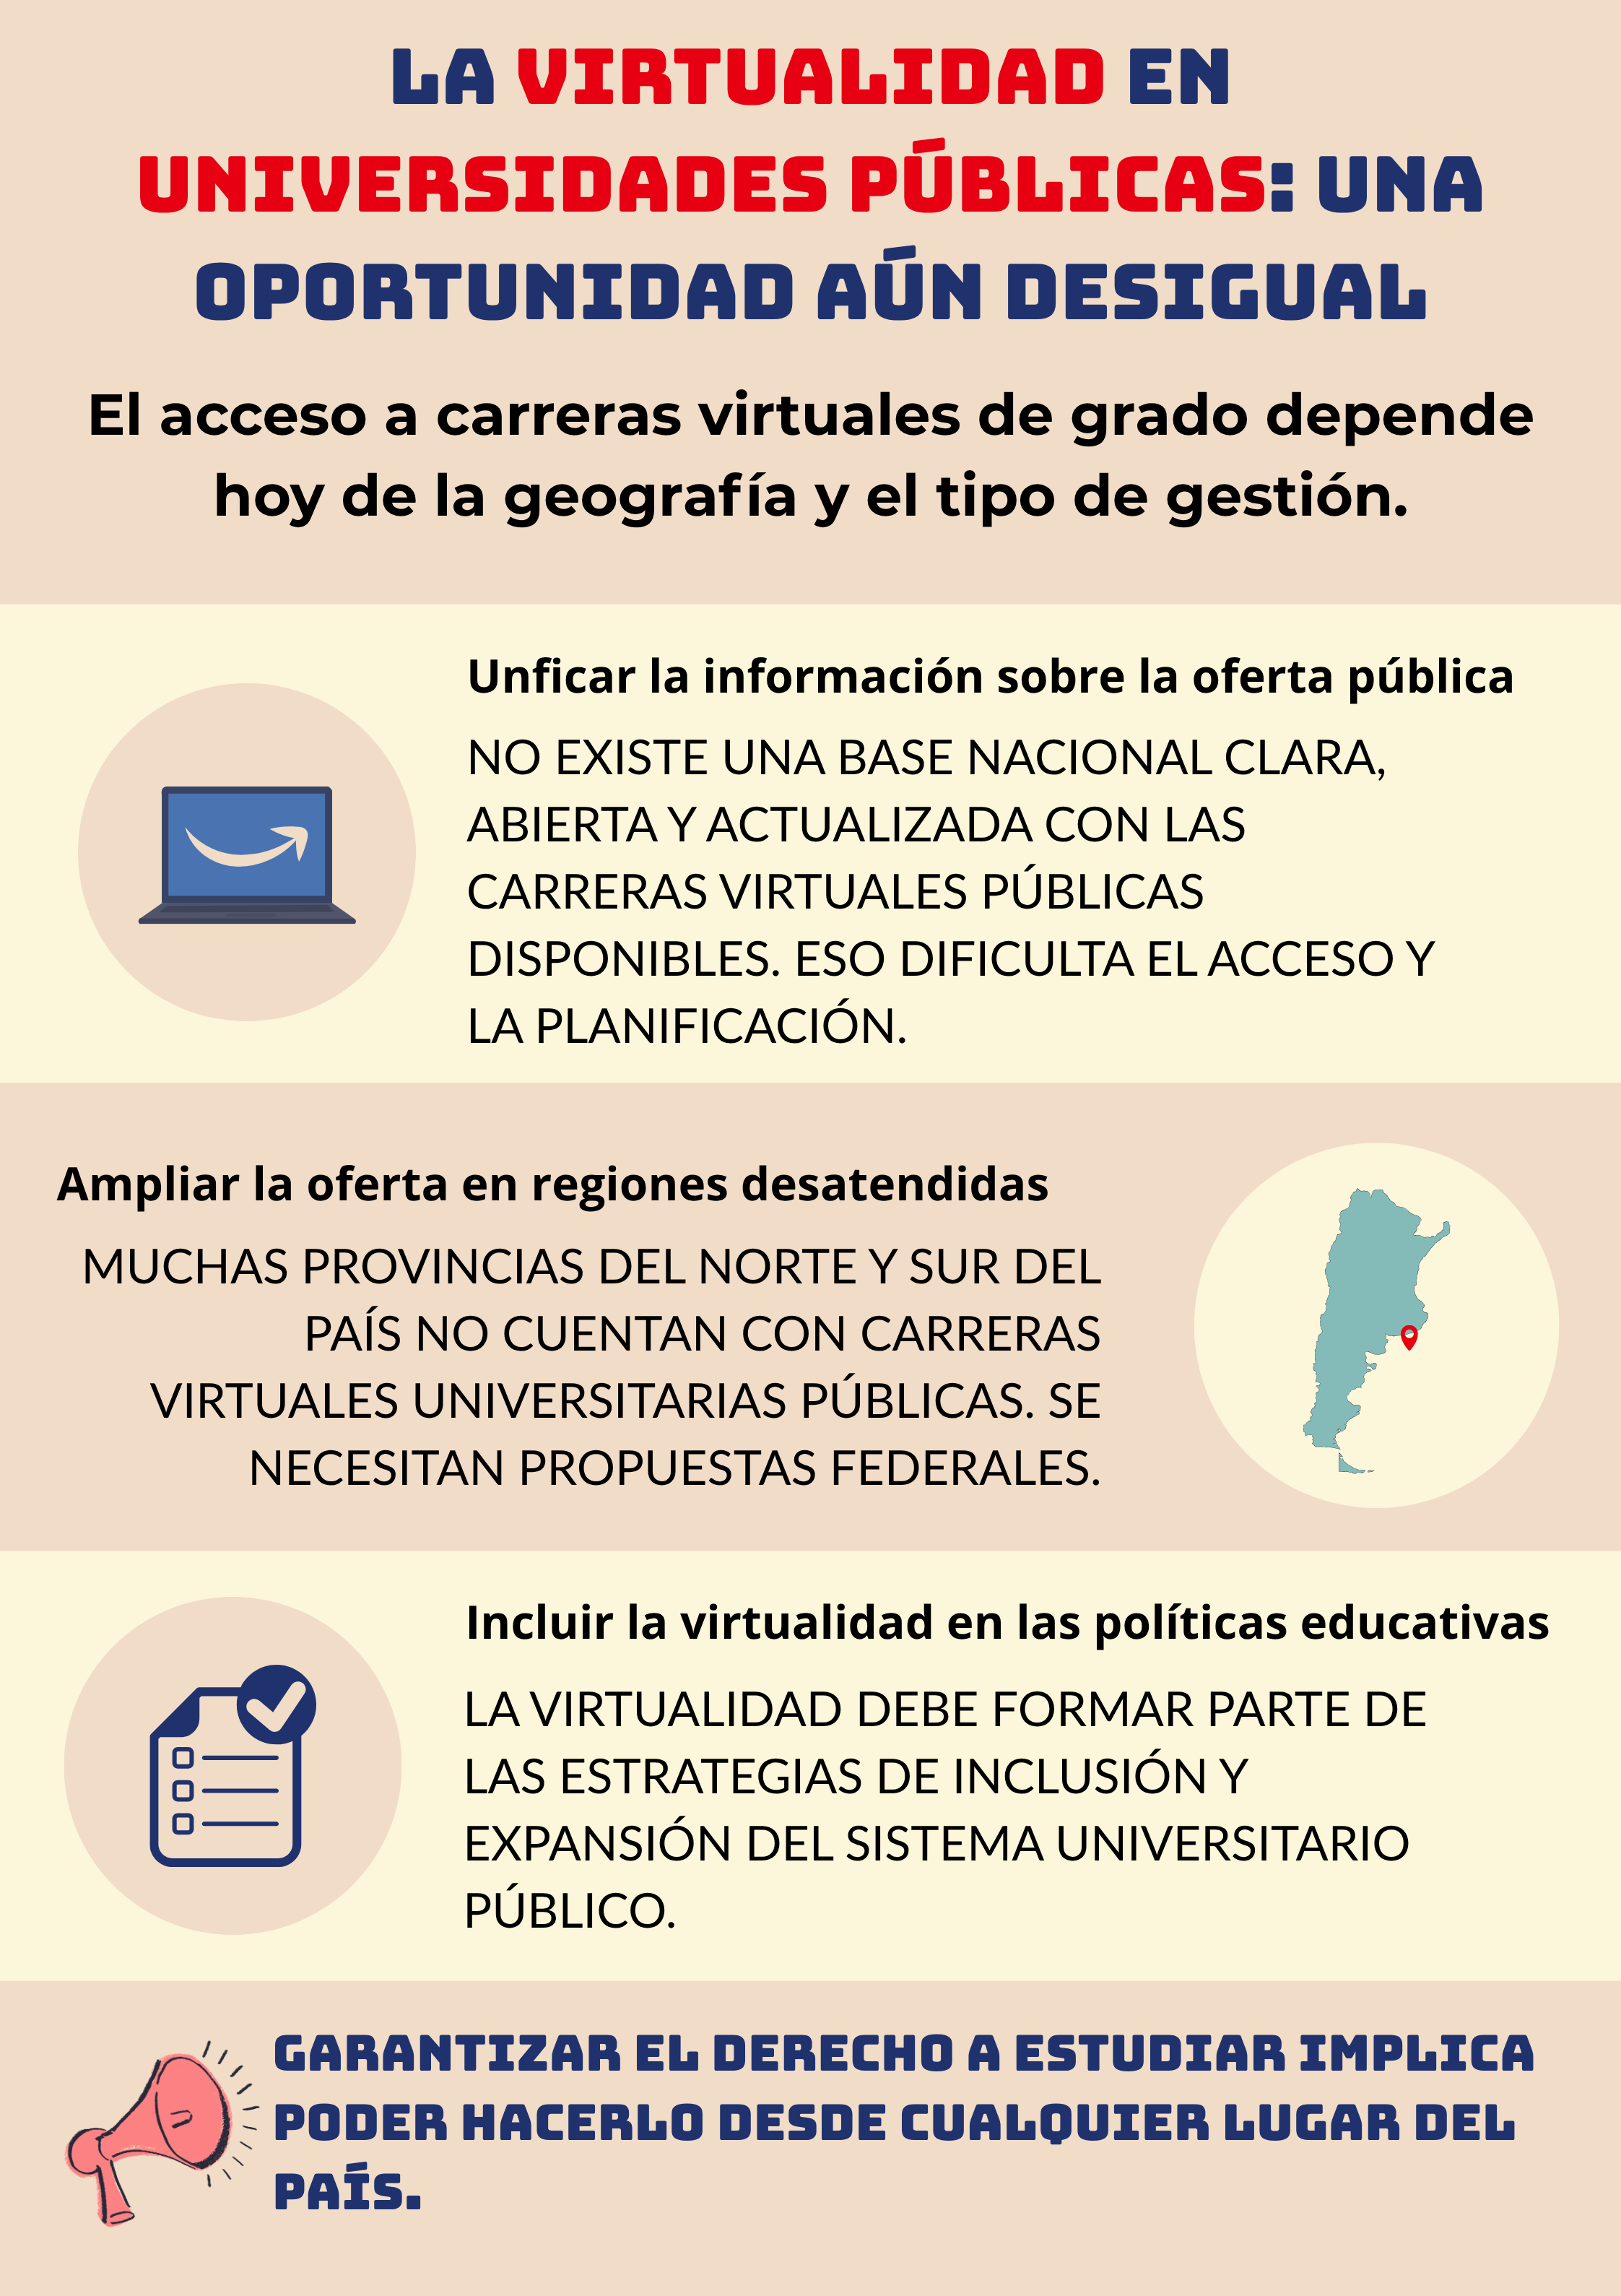 LA VIRTUALIDAD EN
UNIVERSIDADES PÚBLICAS: UNA
OPORTUNIDAD AÚN DESIGUAL
El acceso a carreras virtuales de grado depende
hoy de la geografía y el tipo de gestión.
Unficar la información sobre la oferta pública
NO EXISTE UNA BASE NACIONAL CLARA,
ABIERTA Y ACTUALIZADA CON LAS
CARRERAS VIRTUALES PÚBLICAS
DISPONIBLES. ESO DIFICULTA EL ACCESO Y
LA PLANIFICACIÓN.
Ampliar la oferta en regiones desatendidas
MUCHAS PROVINCIAS DEL NORTE Y SUR DEL
PAÍS NO CUENTAN CON CARRERAS
VIRTUALES UNIVERSITARIAS PÚBLICAS. SE
NECESITAN PROPUESTAS FEDERALES.
Incluir la virtualidad en las políticas educativas
LA VIRTUALIDAD DEBE FORMAR PARTE DE
LAS ESTRATEGIAS DE INCLUSIÓN Y
EXPANSIÓN DEL SISTEMA UNIVERSITARIO
PÚBLICO.
GARANTIZAR EL DERECHO A ESTUDIAR IMPLICA
PODER HACERLO DESDE CUALQUIER LUGAR DEL
PAÍS.